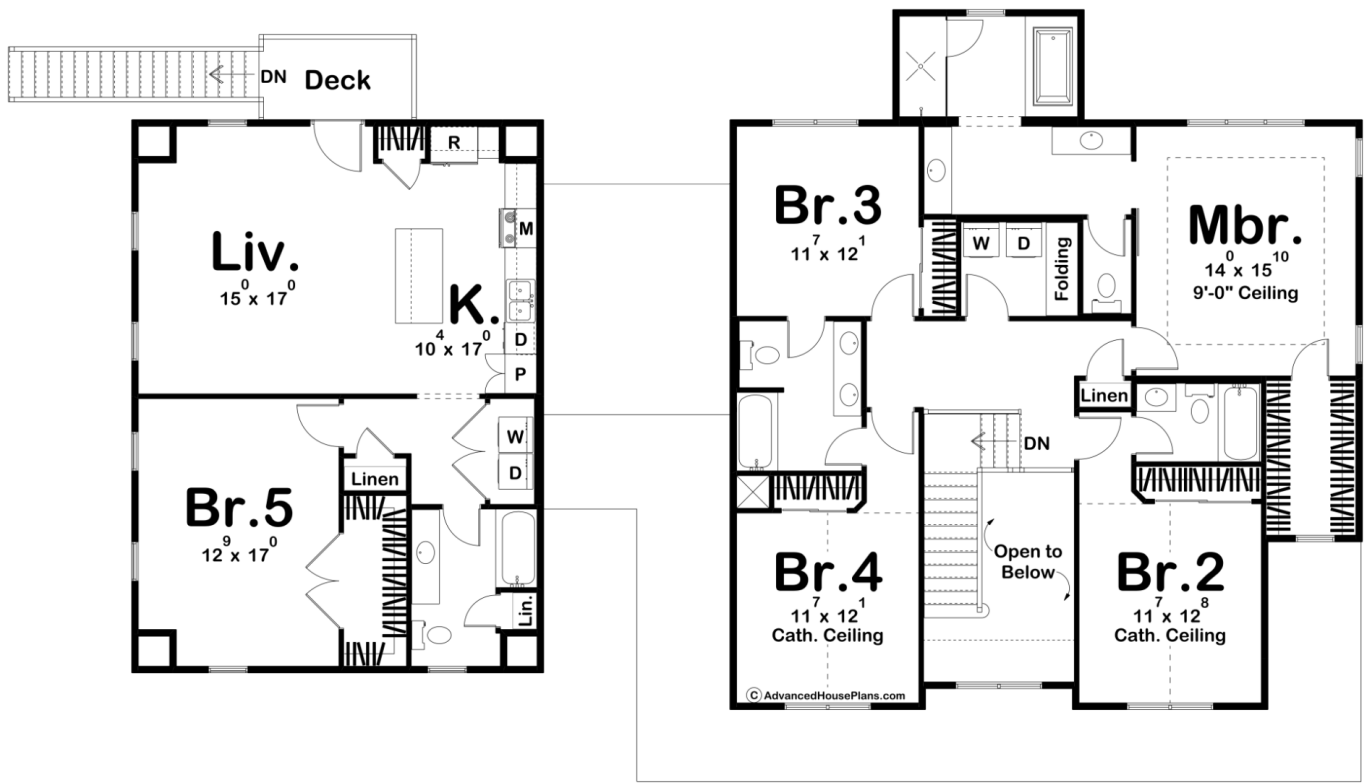 DN
Deck
R
M
Liv.
15⁰ x 17⁰
K.
10⁴ x 17⁰
D
P
W
D
Linen
Br.5
12⁹ x 17⁰
Lin.
Br.3
11⁷ x 12¹
W
D
Folding
Mbr.
14⁰ x 15¹⁰
9'-0" Ceiling
Linen
DN
Open to
Below
Br.4
11⁷ x 12¹
Cath. Ceiling
Br.2
11⁷ x 12⁸
Cath. Ceiling
© AdvancedHousePlans.com